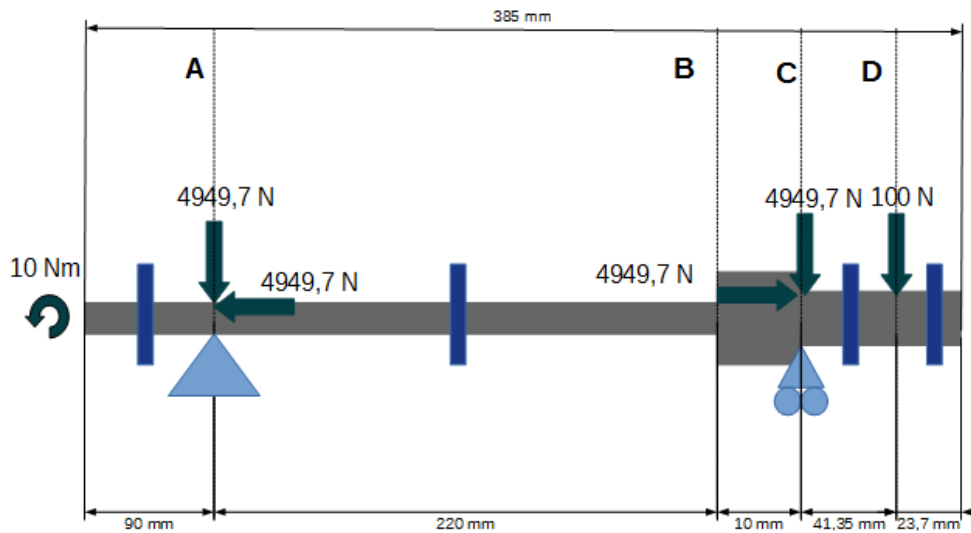 385 mm
A
B
C
D
4949,7 N
4949,7 N
100 N
10 Nm
4949,7 N
4949,7 N
90 mm
220 mm
10 mm
41,35 mm
23,7 mm